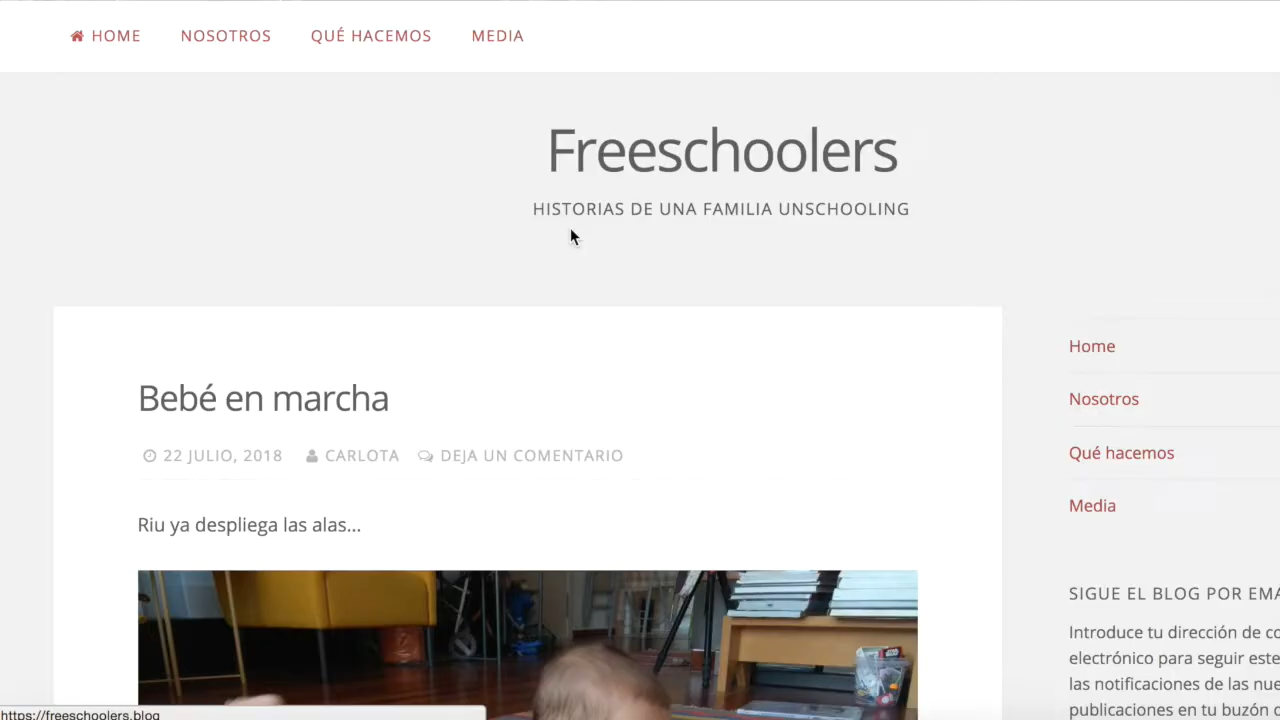 HOME NOSOTROS QUÉ HACEMOS MEDIA
Freeschoolers
HISTORIAS DE UNA FAMILIA UNSCHOOLING
Bebé en marcha
22 JULIO, 2018 CARLOTA DEJA UN COMENTARIO
Riu ya despliega las alas...
Home
Nosotros
Qué hacemos
Media
SIGUE EL BLOG POR EMA
Introduce tu dirección de co
electrónico para seguir este
las notificaciones de las nue
publicaciones en tu buzón d
https://freeschoolers.blog